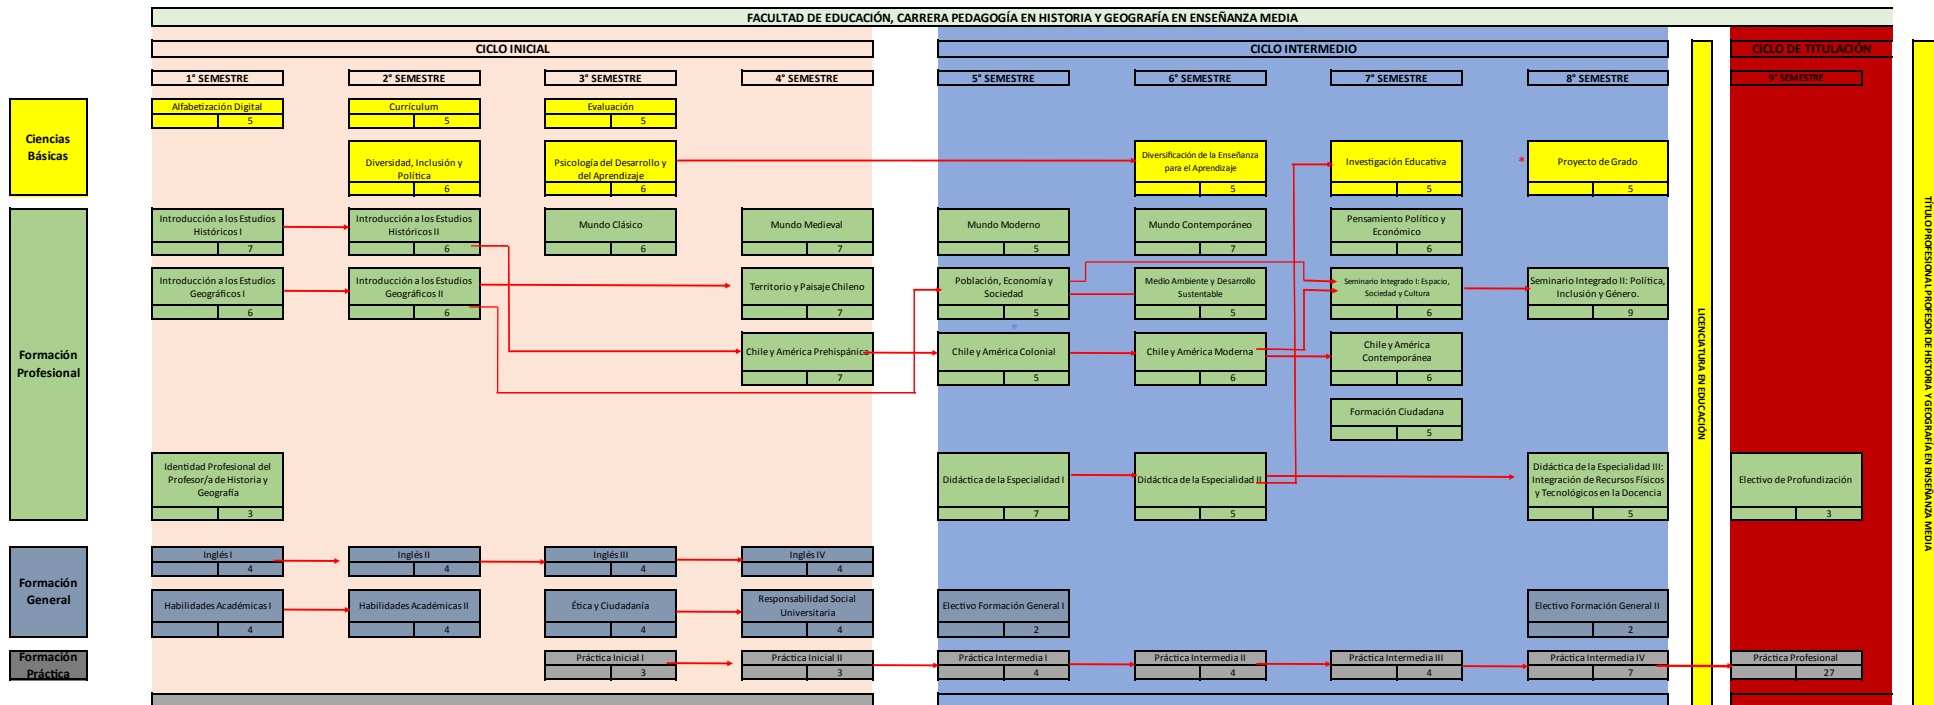 FACULTAD DE EDUCACIÓN, CARRERA PEDAGOGÍA EN HISTORIA Y GEOGRAFÍA EN ENSEÑANZA MEDIA
CICLO INICIAL
CICLO INTERMEDIO
CICLO DE TITULACIÓN
1° SEMESTRE
2° SEMESTRE
3° SEMESTRE
4° SEMESTRE
5° SEMESTRE
6° SEMESTRE
7° SEMESTRE
8° SEMESTRE
9° SEMESTRE
Ciencias
Básicas
Alfabetización Digital
5
Currículum
5
Evaluación
5
Diversidad, Inclusión y
Política
6
Psicología del Desarrollo y
del Aprendizaje
6
Diversificación de la Enseñanza
para el Aprendizaje
5
Investigación Educativa
5
*
Proyecto de Grado
5
Formación
Profesional
Introducción a los Estudios
Históricos I
7
Introducción a los Estudios
Históricos II
6
Mundo Clásico
6
Mundo Medieval
7
Mundo Moderno
5
Mundo Contemporáneo
7
Pensamiento Político y
Económico
6
Introducción a los Estudios
Geográficos I
6
Introducción a los Estudios
Geográficos II
6
Territorio y Paisaje Chileno
7
Población, Economía y
Sociedad
5
Medio Ambiente y Desarrollo
Sustentable
5
Seminario Integrado I: Espacio,
Sociedad y Cultura
6
Seminario Integrado II: Política,
Inclusión y Género.
9
Chile y América Prehispánica
7
Chile y América Colonial
5
Chile y América Moderna
6
Chile y América
Contemporánea
6
Formación Ciudadana
5
Identidad Profesional del
Profesor/a de Historia y
Geografía
3
Didáctica de la Especialidad I
7
Didáctica de la Especialidad II
5
Didáctica de la Especialidad III:
Integración de Recursos Físicos
y Tecnológicos en la Docencia
5
Electivo de Profundización
3
Formación
General
Inglés I
4
Inglés II
4
Inglés III
4
Inglés IV
4
Habilidades Académicas I
4
Habilidades Académicas II
4
Ética y Ciudadanía
4
Responsabilidad Social
Universitaria
4
Electivo Formación General I
2
Electivo Formación General II
2
Formación
Práctica
Práctica Inicial I
3
Práctica Inicial II
3
Práctica Intermedia I
4
Práctica Intermedia II
4
Práctica Intermedia III
4
Práctica Intermedia IV
7
Práctica Profesional
27
LICENCIATURA EN EDUCACIÓN
TÍTULO PROFESIONAL PROFESOR DE HISTORIA Y GEOGRAFÍA EN ENSEÑANZA MEDIA